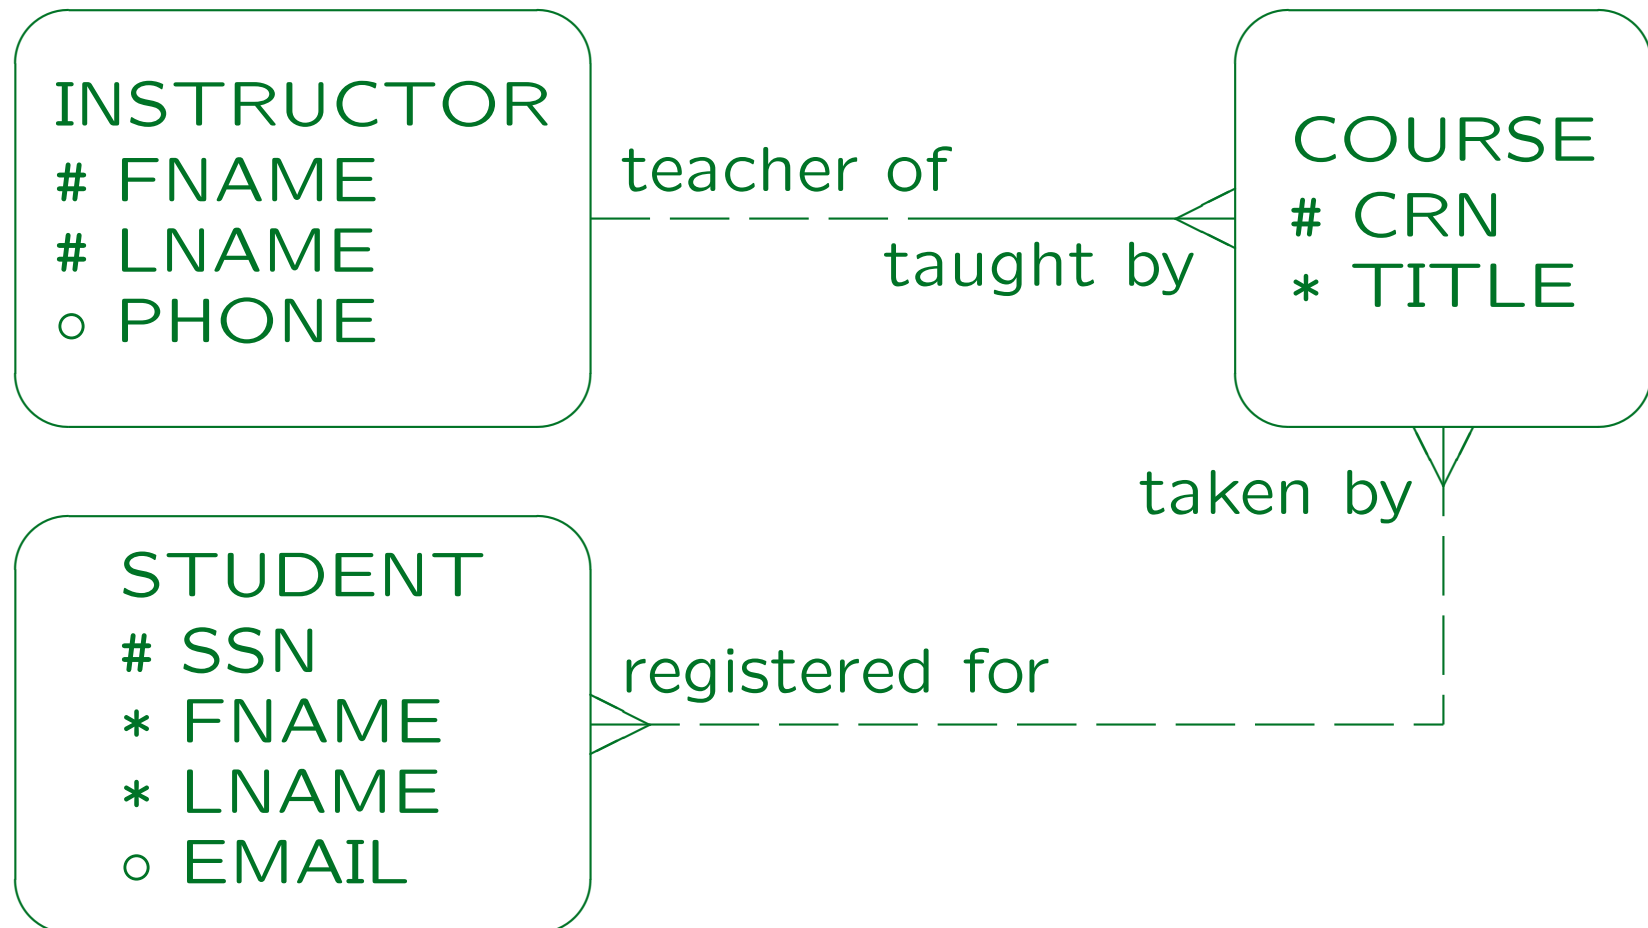 INSTRUCTOR
# FNAME
# LNAME
○ PHONE
teacher of
taught by
COURSE
# CRN
* TITLE
taken by
STUDENT
# SSN
* FNAME
* LNAME
○ EMAIL
registered for